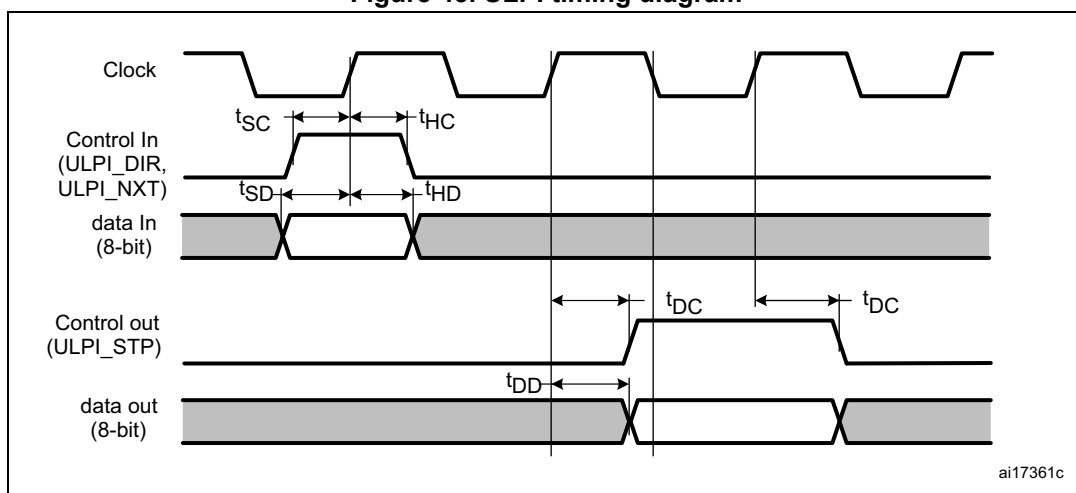 Clock
tSC
tHC
Control In
(ULPI_DIR,
ULPI_NXT)
tSD
tHD
data In
(8-bit)
tDC
tDC
Control out
(ULPI_STP)
tDD
data out
(8-bit)
ai17361c